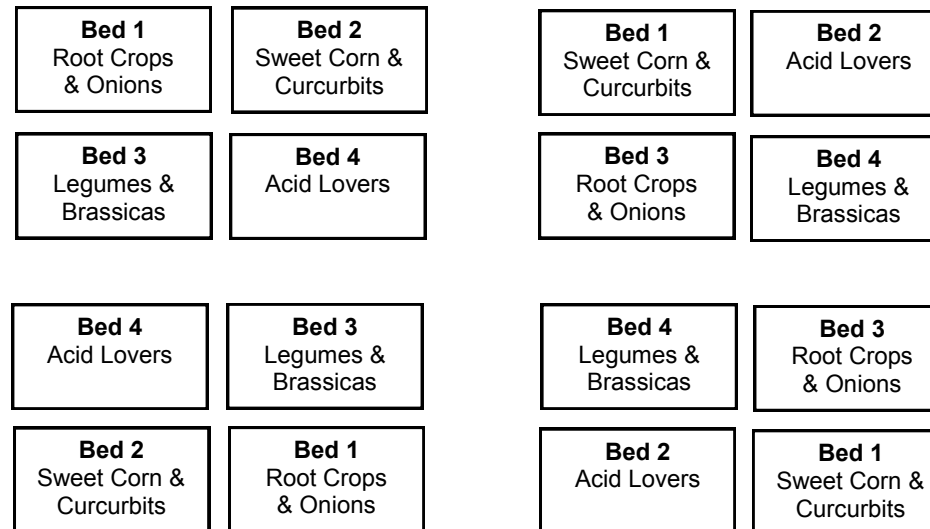 Bed 1
Root Crops
& Onions
Bed 2
Sweet Corn &
Curcurbits
Bed 3
Legumes &
Brassicas
Bed 4
Acid Lovers
Bed 1
Sweet Corn &
Curcurbits
Bed 2
Acid Lovers
Bed 3
Root Crops
& Onions
Bed 4
Legumes &
Brassicas
Bed 4
Acid Lovers
Bed 3
Legumes &
Brassicas
Bed 2
Sweet Corn &
Curcurbits
Bed 1
Root Crops
& Onions
Bed 4
Legumes &
Brassicas
Bed 3
Root Crops
& Onions
Bed 2
Acid Lovers
Bed 1
Sweet Corn &
Curcurbits